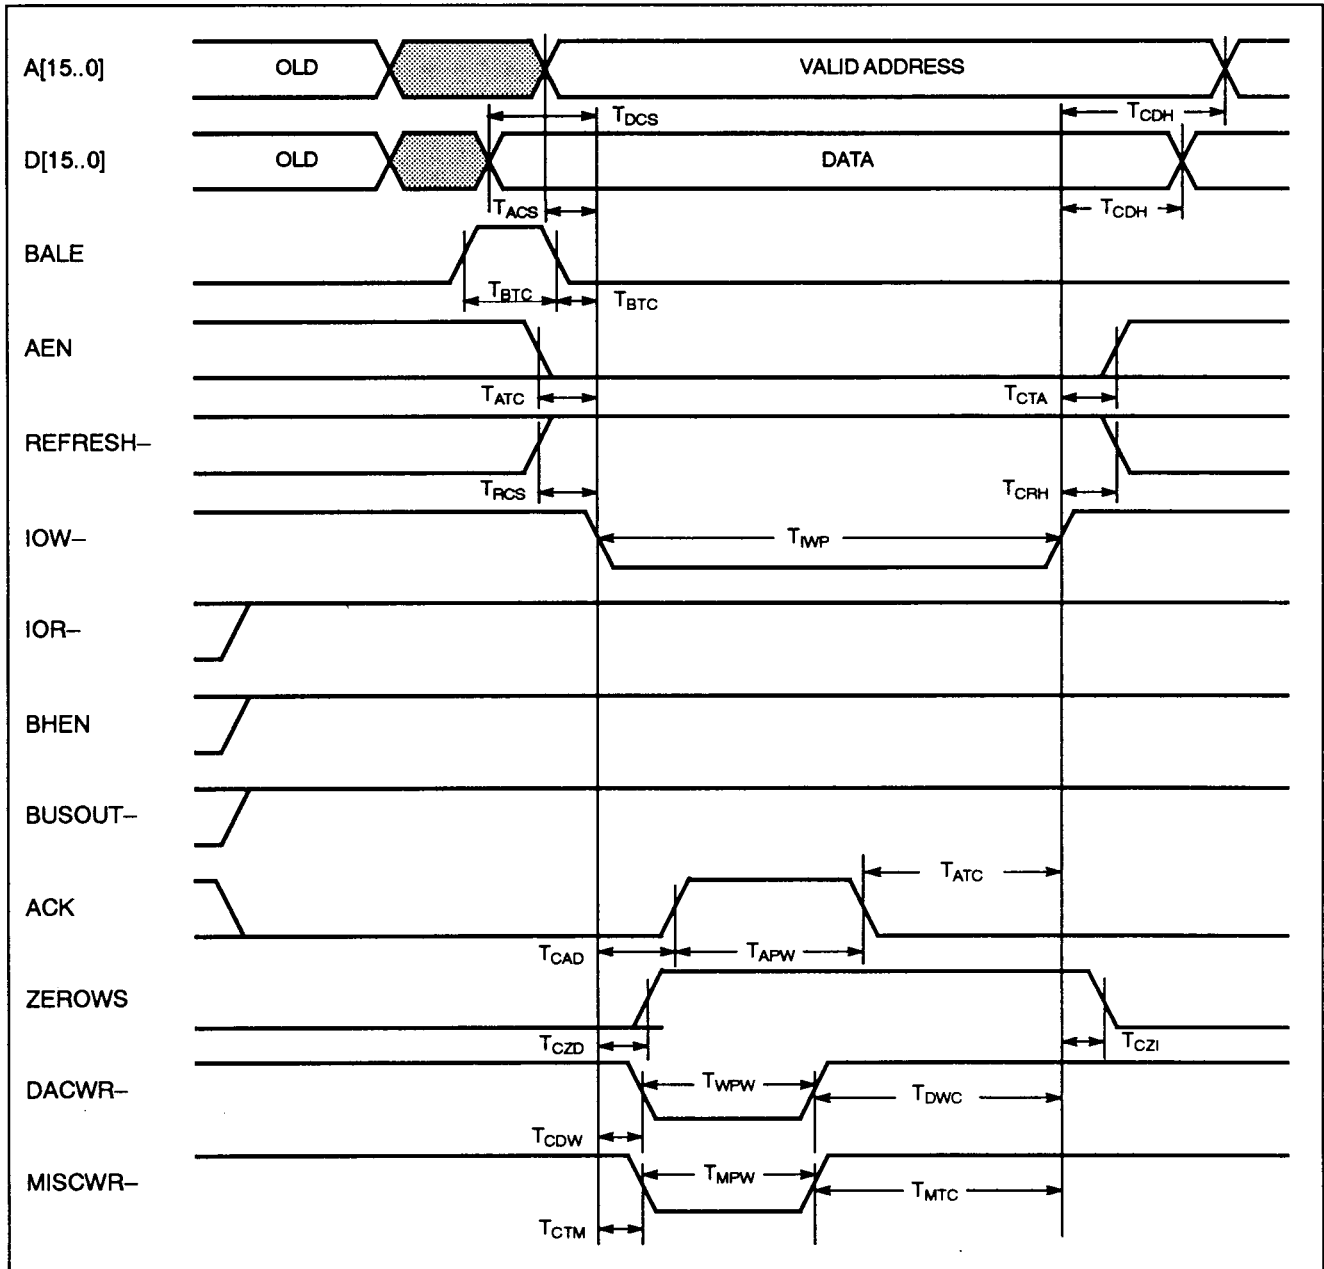 A[15..0] OLD VALID ADDRESS
TDCS TCDH
D[15..0] OLD DATA
TACS TCDH
BALE
TBTC TBTC
AEN
TATC TCTA
REFRESH–
TRCS TCRH
IOW– TIWP
IOR–
BHEN
BUSOUT–
TATC
ACK
TCAD TAPW
ZEROWS
TCZD TCZI
DACWR– TWPW TDWC
TCDW
MISCWR– TMPW TMTC
TCTM